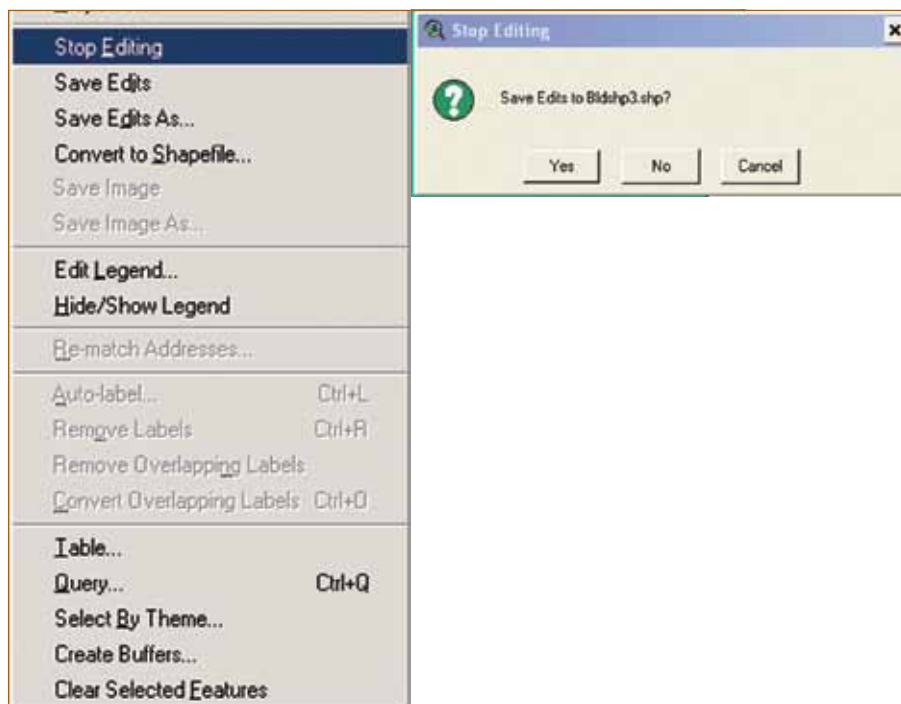 Stop Editing
Save Edits
Save Edits As...
Convert to Shapefile...
Save Image
Save Image As...
Edit Legend...
Hide/Show Legend
Re-match Addresses...
Auto-label... Ctrl+L
Remove Labels Ctrl+R
Remove Overlapping Labels
Convert Overlapping Labels Ctrl+O
Table...
Query... Ctrl+Q
Select By Theme...
Create Buffers...
Clear Selected Features
Stop Editing
Save Edits to Bldshp3.shp?
Yes No Cancel